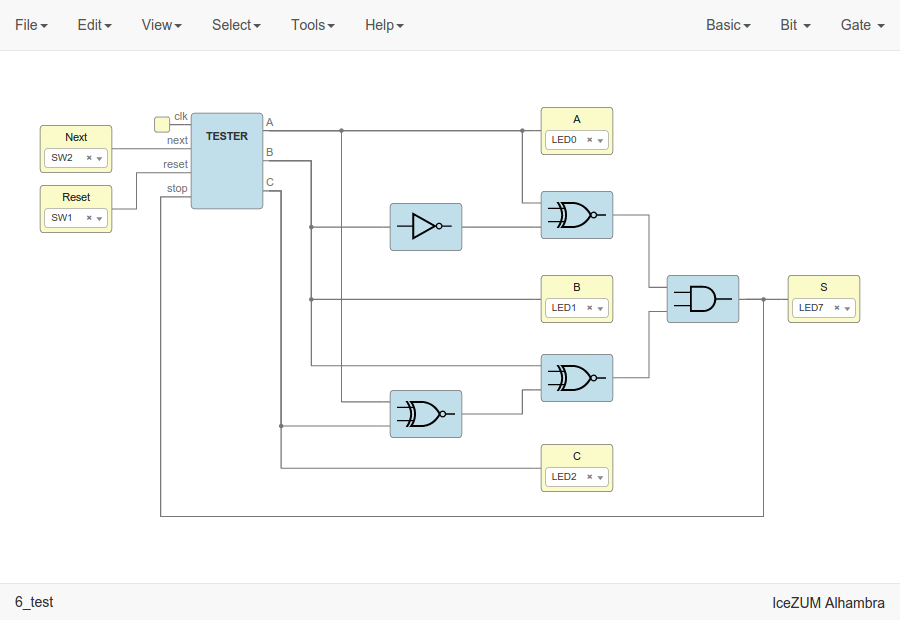 File Edit View Select Tools Help Basic Bit Gate
clk
Next
SW2
next
reset
Reset
SW1
stop
TESTER
A
B
C
A
LED0
B
LED1
S
LED7
C
LED2
6_test IceZUM Alhambra